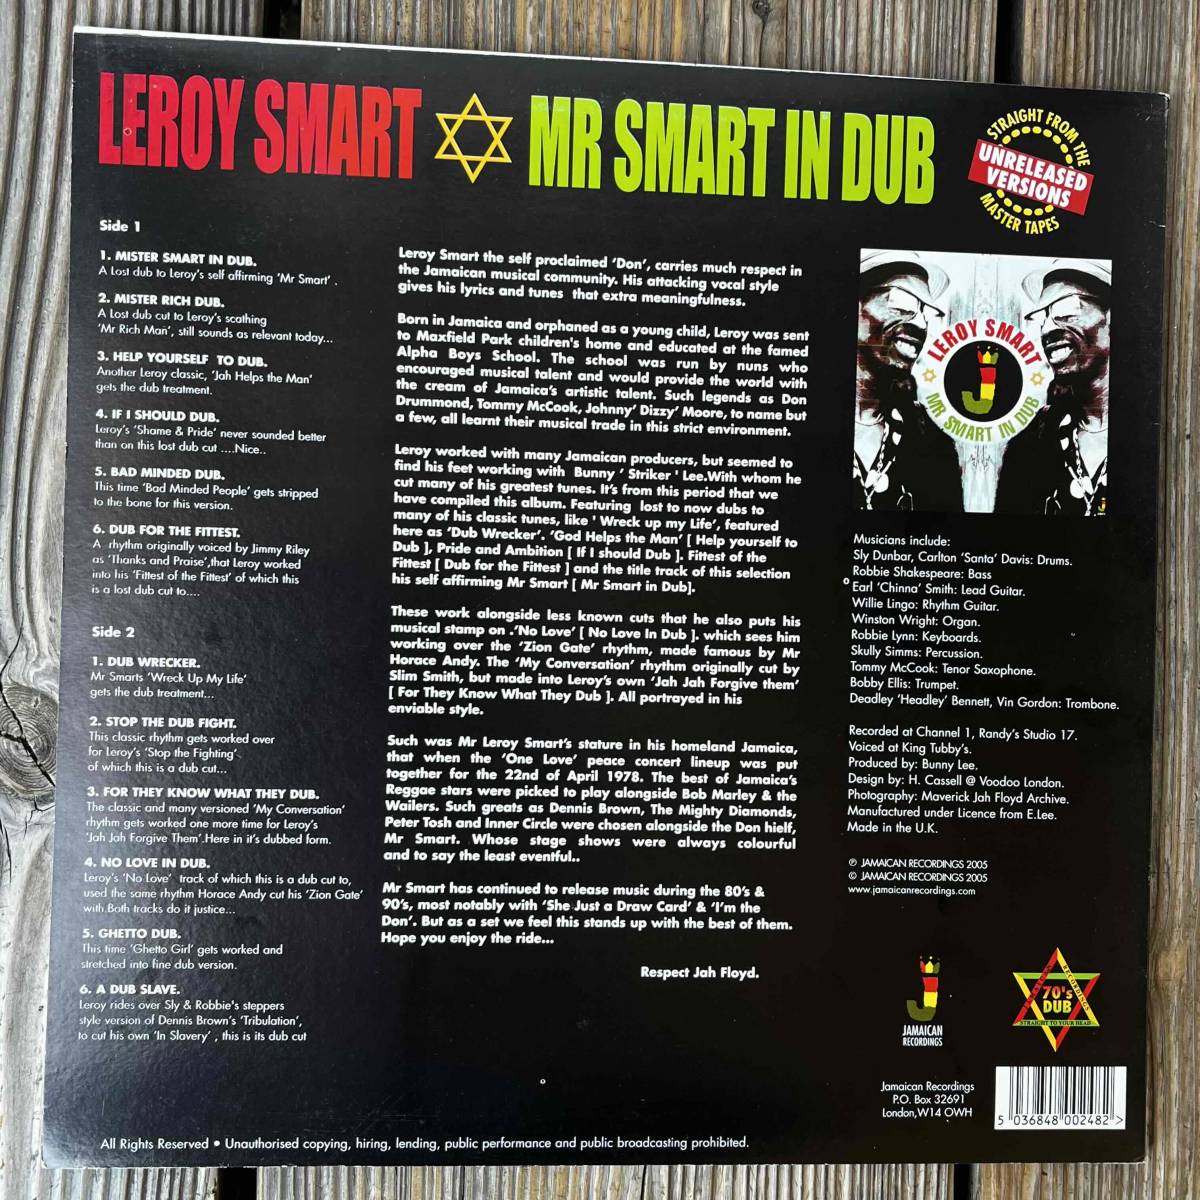 LEROY SMART ✡ MR SMART IN DUB
STRAIGHT FROM THE
UNRELEASED
VERSIONS
MASTER TAPES
Side 1
1. MISTER SMART IN DUB.
A Lost dub to Leroy's self affirming 'Mr Smart' .
2. MISTER RICH DUB.
A Lost dub cut to Leroy's scathing
'Mr Rich Man', still sounds as relevant today...
3. HELP YOURSELF TO DUB.
Another Leroy classic, 'Jah Helps the Man'
gets the dub treatment.
4. IF I SHOULD DUB.
Leroy's 'Shame & Pride' never sounded better
than on this lost dub cut ....Nice..
5. BAD MINDED DUB.
This time 'Bad Minded People' gets stripped
to the bone for this version.
6. DUB FOR THE FITTEST.
A rhythm originally voiced by Jimmy Riley
as 'Thanks and Praise',that Leroy worked
into his 'Fittest of the Fittest' of which this
is a lost dub cut to....
Side 2
1. DUB WRECKER.
Mr Smarts 'Wreck Up My Life'
gets the dub treatment...
2. STOP THE DUB FIGHT.
This classic rhythm gets worked over
for Leroy's 'Stop the Fighting'
of which this is a dub cut...
3. FOR THEY KNOW WHAT THEY DUB.
The classic and many versioned 'My Conversation'
rhythm gets worked one more time for Leroy's
'Jah Jah Forgive Them'.Here in it's dubbed form.
4. NO LOVE IN DUB.
Leroy's 'No Love' track of which this is a dub cut to,
used the same rhythm Horace Andy cut his 'Zion Gate'
with.Both tracks do it justice...
5. GHETTO DUB.
This time 'Ghetto Girl' gets worked and
stretched into fine dub version.
6. A DUB SLAVE.
Leroy rides over Sly & Robbie's steppers
style version of Dennis Brown's 'Tribulation',
to cut his own 'In Slavery' , this is its dub cut
Leroy Smart the self proclaimed 'Don', carries much respect in
the Jamaican musical community. His attacking vocal style
gives his lyrics and tunes that extra meaningfulness.
Born in Jamaica and orphaned as a young child, Leroy was sent
to Maxfield Park children's home and educated at the famed
Alpha Boys School. The school was run by nuns who
encouraged musical talent and would provide the world with
the cream of Jamaica's artistic talent. Such legends as Don
Drummond, Tommy McCook, Johnny' Dizzy' Moore, to name but
a few, all learnt their musical trade in this strict environment.
Leroy worked with many Jamaican producers, but seemed to
find his feet working with Bunny ' Striker ' Lee.With whom he
cut many of his greatest tunes. It's from this period that we
have compiled this album. Featuring lost to now dubs to
many of his classic tunes, like ' Wreck up my Life', featured
here as 'Dub Wrecker'. 'God Helps the Man' [ Help yourself to
Dub ], Pride and Ambition [ If I should Dub ]. Fittest of the
Fittest [ Dub for the Fittest ] and the title track of this selection
his self affirming Mr Smart [ Mr Smart in Dub].
These work alongside less known cuts that he also puts his
musical stamp on .'No Love' [ No Love In Dub ]. which sees him
working over the 'Zion Gate' rhythm, made famous by Mr
Horace Andy. The 'My Conversation' rhythm originally cut by
Slim Smith, but made into Leroy's own 'Jah Jah Forgive them'
[ For They Know What They Dub ]. All portrayed in his
enviable style.
Such was Mr Leroy Smart's stature in his homeland Jamaica,
that when the 'One Love' peace concert lineup was put
together for the 22nd of April 1978. The best of Jamaica's
Reggae stars were picked to play alongside Bob Marley & the
Wailers. Such greats as Dennis Brown, The Mighty Diamonds,
Peter Tosh and Inner Circle were chosen alongside the Don hielf,
Mr Smart. Whose stage shows were always colourful
and to say the least eventful..
Mr Smart has continued to release music during the 80's &
90's, most notably with 'She Just a Draw Card' & 'I'm the
Don'. But as a set we feel this stands up with the best of them.
Hope you enjoy the ride...
Respect Jah Floyd.
LEROY SMART
J
MR SMART IN DUB
Musicians include:
Sly Dunbar, Carlton 'Santa' Davis: Drums.
Robbie Shakespeare: Bass
Earl 'Chinna' Smith: Lead Guitar.
Willie Lingo: Rhythm Guitar.
Winston Wright: Organ.
Robbie Lynn: Keyboards.
Skully Simms: Percussion.
Tommy McCook: Tenor Saxophone.
Bobby Ellis: Trumpet.
Deadley 'Headley' Bennett, Vin Gordon: Trombone.
Recorded at Channel 1, Randy's Studio 17.
Voiced at King Tubby's.
Produced by: Bunny Lee.
Design by: H. Cassell @ Voodoo London.
Photography: Maverick Jah Floyd Archive.
Manufactured under Licence from E.Lee.
Made in the U.K.
℗ JAMAICAN RECORDINGS 2005
© JAMAICAN RECORDINGS 2005
www.jamaicanrecordings.com
J
JAMAICAN
RECORDINGS
RECORDINGS
70's
DUB
STRAIGHT TO YOUR HEAD
Jamaican Recordings
P.O. Box 32691
London,W14 OWH
5 036848 002482 >
All Rights Reserved • Unauthorised copying, hiring, lending, public performance and public broadcasting prohibited.